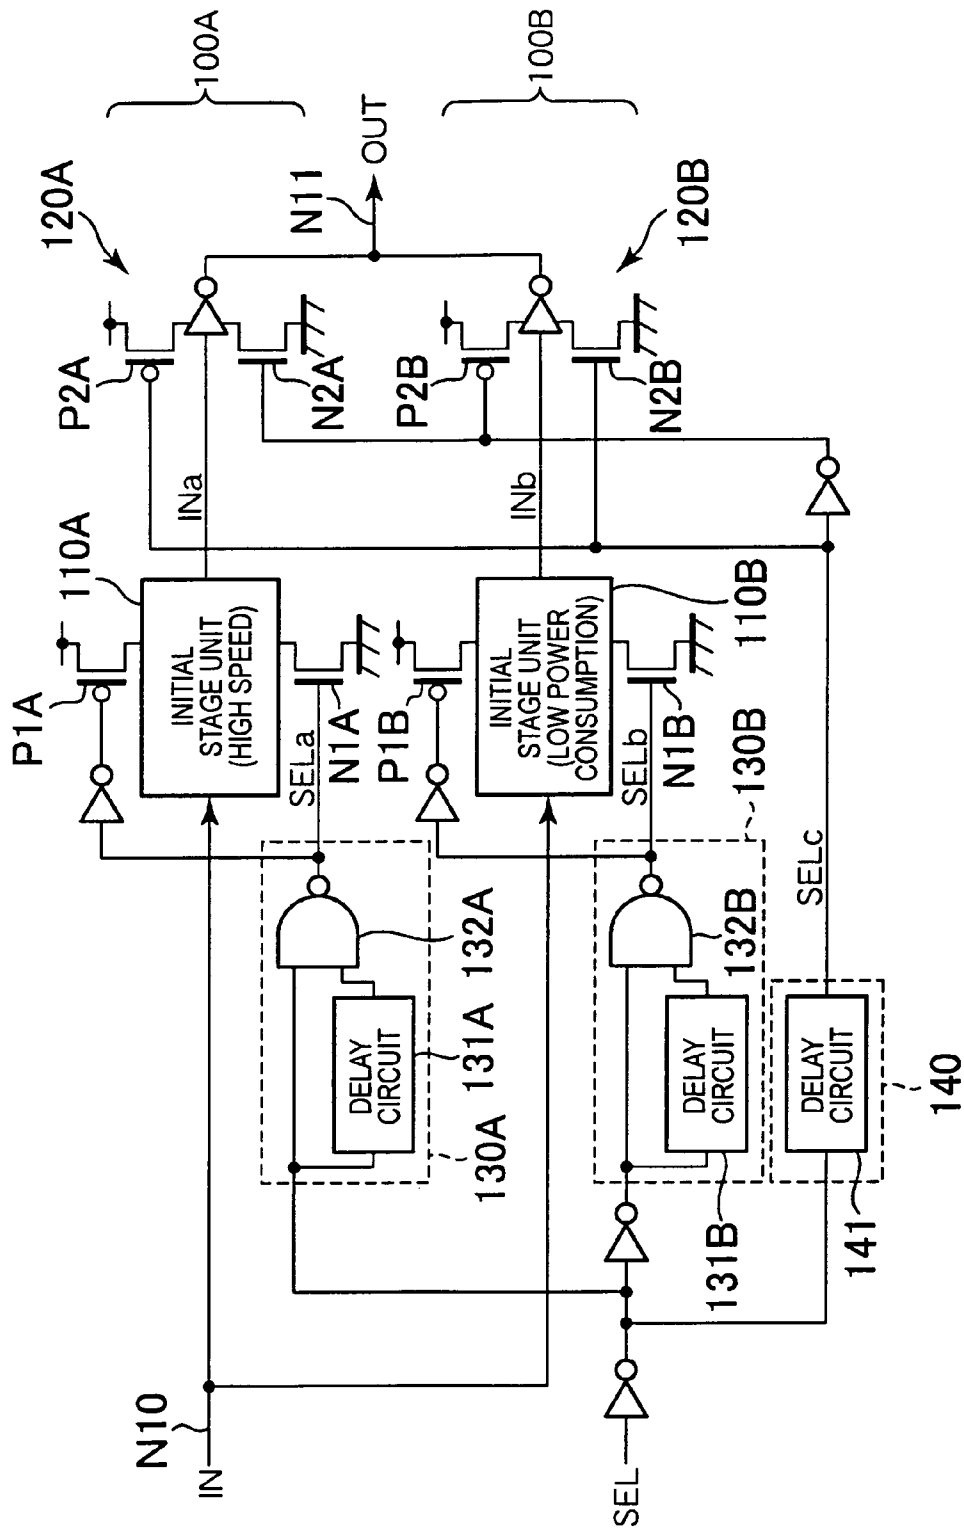 100A
100B
120A
OUT
N11
120B
P2A
N2A
P2B
N2B
INa
INb
110A
INITIAL
STAGE UNIT
(HIGH SPEED)
P1A
N1A
SELa
110B
INITIAL
STAGE UNIT
(LOW POWER
CONSUMPTION)
P1B
N1B
SELb
130B
SELc
132A
132B
DELAY
CIRCUIT
131A
130A
DELAY
CIRCUIT
131B
DELAY
CIRCUIT
141
140
N10
IN
SEL